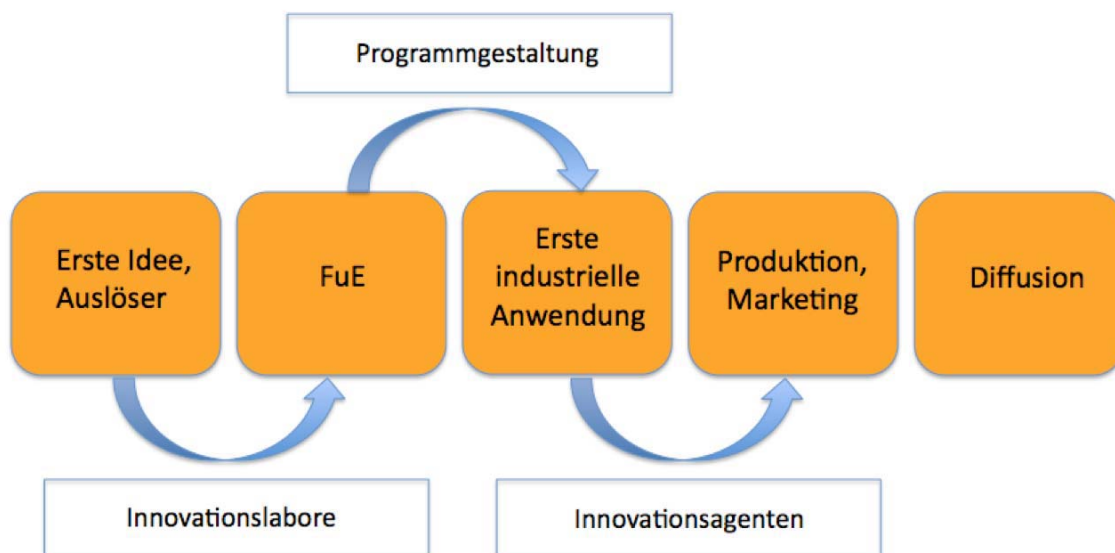 Programmgestaltung
Erste Idee,
Auslöser
FuE
Erste
industrielle
Anwendung
Produktion,
Marketing
Diffusion
Innovationslabore
Innovationsagenten